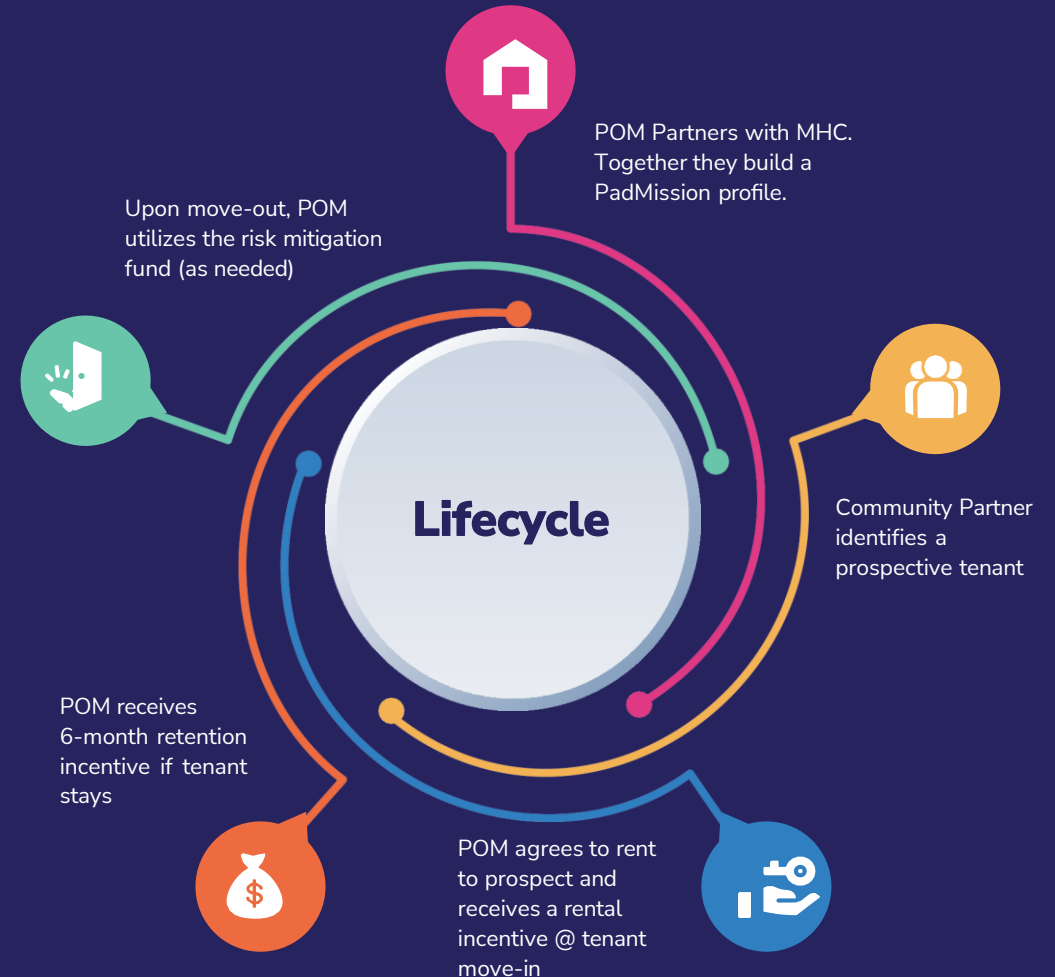 POM Partners with MHC.
Together they build a
PadMission profile.
Upon move-out, POM
utilizes the risk mitigation
fund (as needed)
Lifecycle
Community Partner
identifies a
prospective tenant
POM receives
6-month retention
incentive if tenant
stays
$
POM agrees to rent
to prospect and
receives a rental
incentive @ tenant
move-in